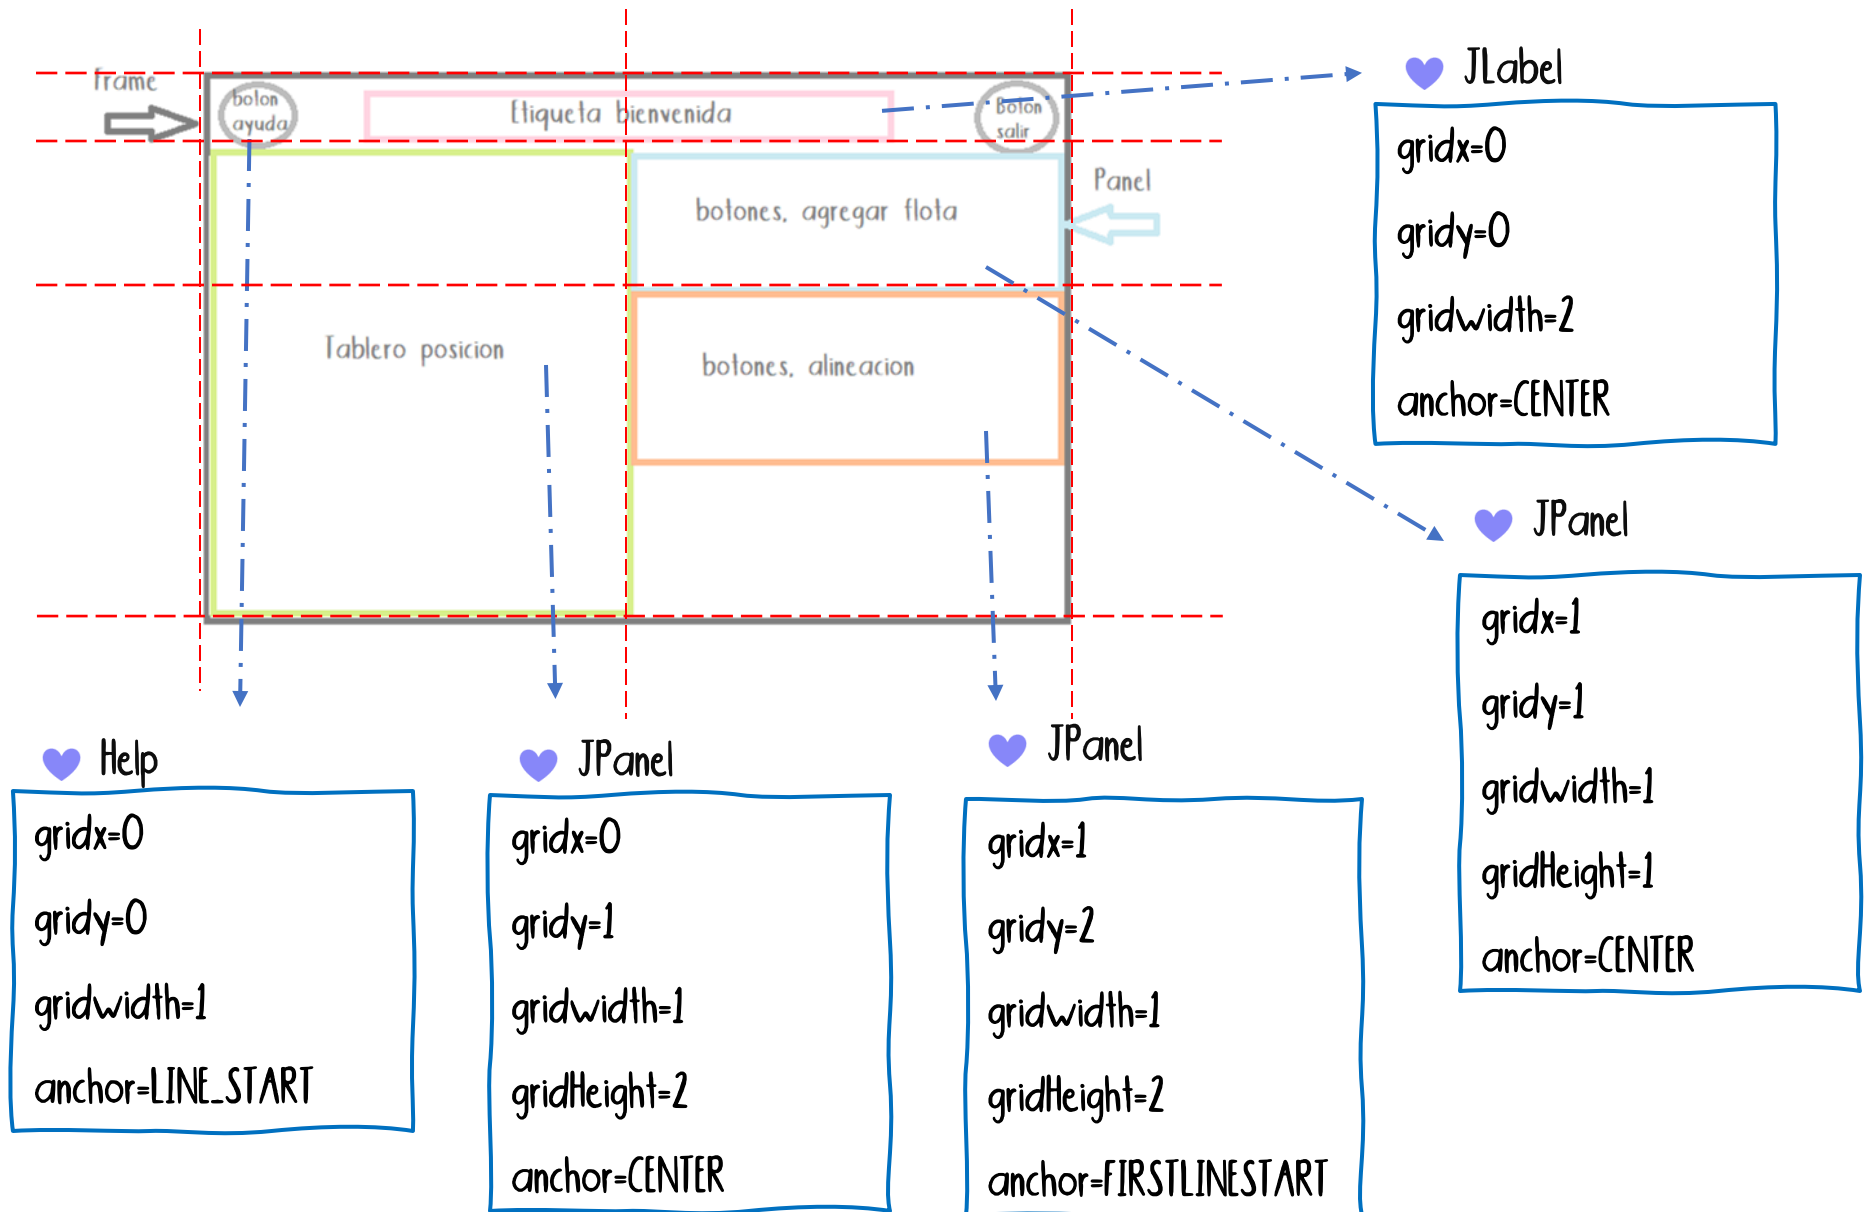 frame
boton
ayuda
Etiqueta bienvenida
Boton
salir
Panel
botones, agregar flota
Tablero posicion
botones, alineacion
JLabel
gridx=0
gridy=0
gridwidth=2
anchor=CENTER
JPanel
gridx=1
gridy=1
gridwidth=1
gridHeight=1
anchor=CENTER
Help
gridx=0
gridy=0
gridwidth=1
anchor=LINE_START
JPanel
gridx=0
gridy=1
gridwidth=1
gridHeight=2
anchor=CENTER
JPanel
gridx=1
gridy=2
gridwidth=1
gridHeight=2
anchor=FIRSTLINESTART